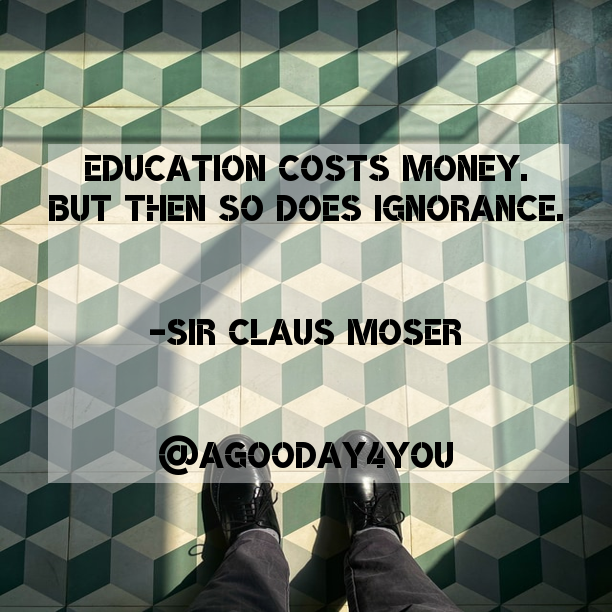 EDUCATION COSTS MONEY.
BUT THEN SO DOES IGNORANCE.
-SIR CLAUS MOSER
@AGOODAY4YOU